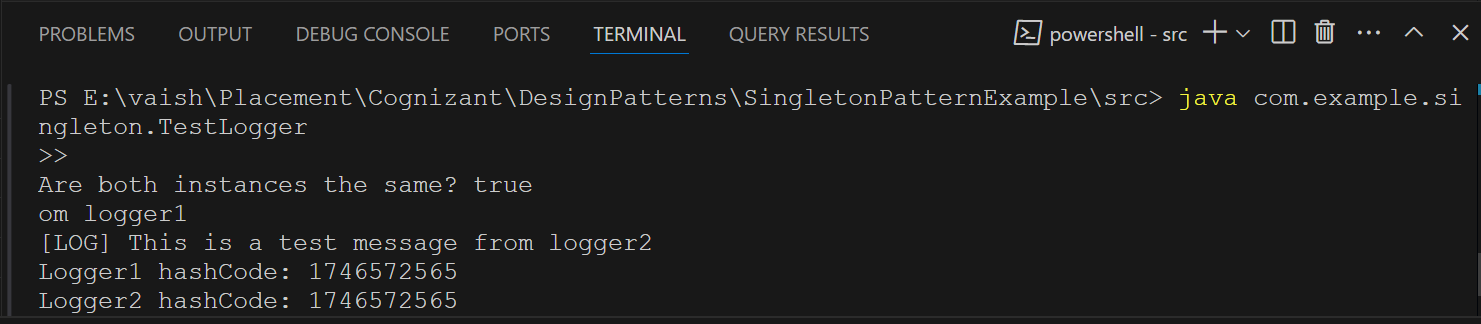 PROBLEMS OUTPUT DEBUG CONSOLE PORTS TERMINAL QUERY RESULTS powershell - src
PS E:\vaish\Placement\Cognizant\DesignPatterns\SingletonPatternExample\src> java com.example.si
ngleton.TestLogger
>>
Are both instances the same? true
om logger1
[LOG] This is a test message from logger2
Logger1 hashCode: 1746572565
Logger2 hashCode: 1746572565